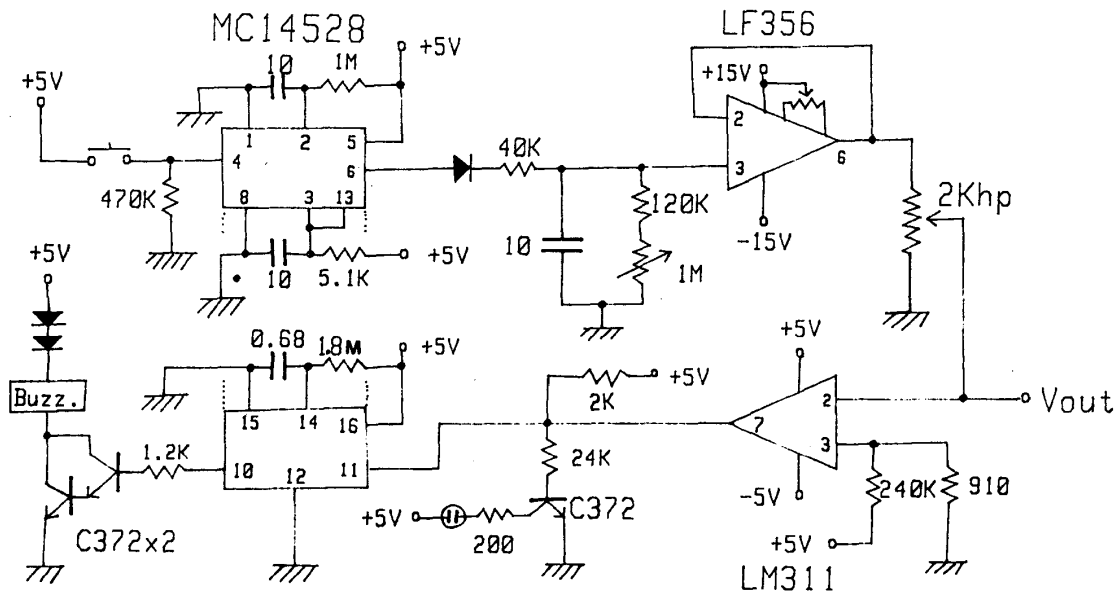 MC14528
LF356
+5V
10
1M
+5V
+15V
1
2
5
4
6
470K
8
3
13
40K
120K
10
1M
2
3
6
-15V
2Khp
10
5.1K
+5V
+5V
0.68
1.8M
+5V
Buzz.
15
14
16
1.2K
10
12
11
C372x2
+5V
2K
24K
+5V
200
C372
+5V
7
2
3
-5V
240K
910
+5V
LM311
Vout